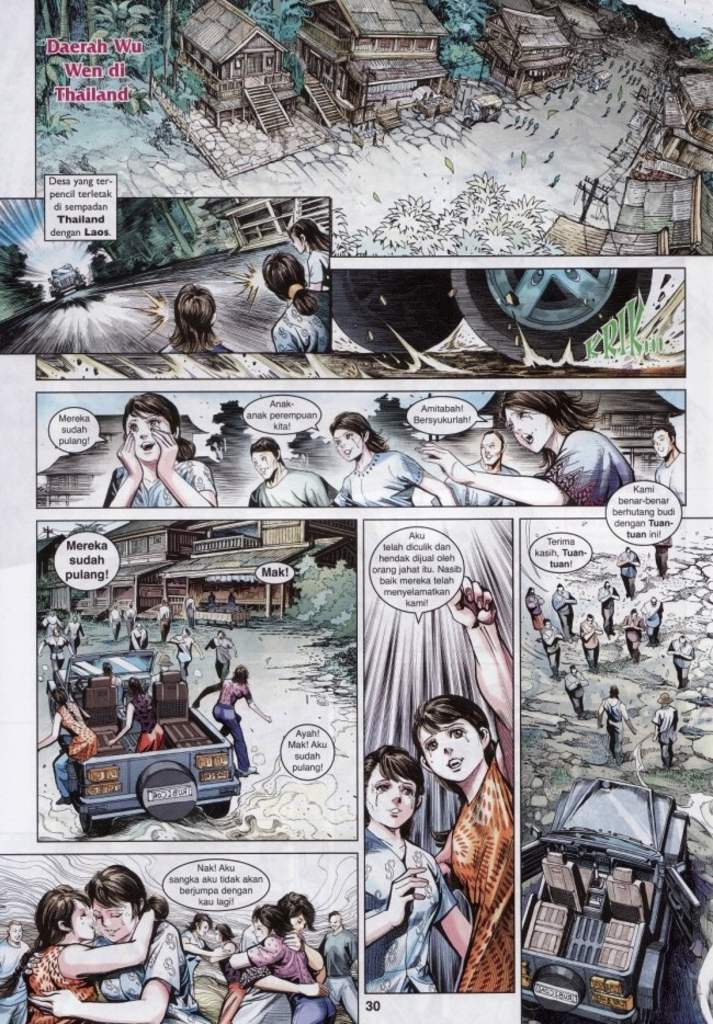 Daerah Wu
Wen di
Thailand
Desa yang ter-
pencil terletak
di sempadan
Thailand
dengan Laos.
KRIK!!!
Mereka
sudah
pulang!
Anak-
anak perempuan
kita!
Amitabah!
Bersyukurlah!
Kami
benar-benar
berhutang budi
dengan Tuan-
tuan ini!
Mereka
sudah
pulang!
Mak!
Ayah!
Mak! Aku
sudah
pulang!
Aku
telah diculik dan
hendak dijual oleh
orang jahat itu. Nasib
baik mereka telah
menyelamatkan
kami!
Terima
kasih, Tuan-
tuan!
Nak! Aku
sangka aku tidak akan
berjumpa dengan
kau lagi!
30